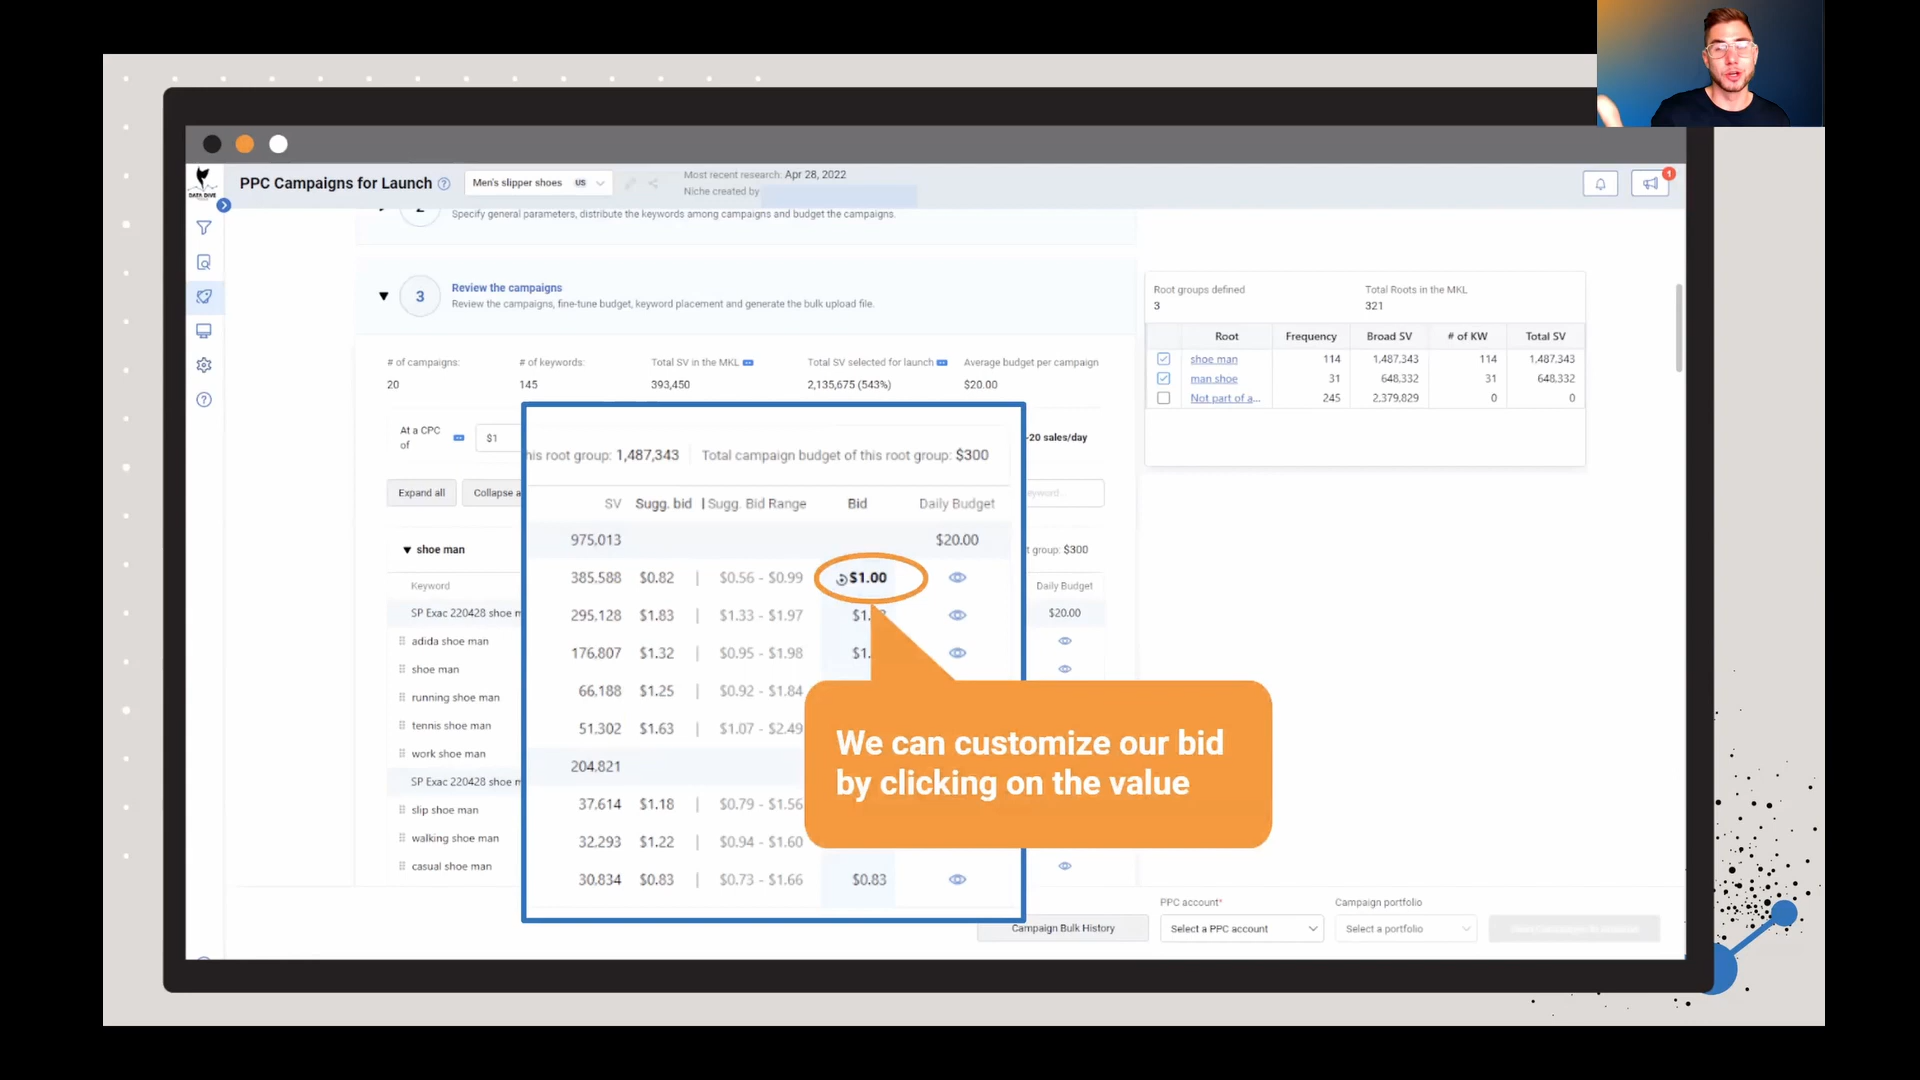 DATA DIVE
PPC Campaigns for Launch
Men's slipper shoes US
Most recent research: Apr 28, 2022
Niche created by
1
2
Specify general parameters, distribute the keywords among campaigns and budget the campaigns.
3
Review the campaigns
Review the campaigns, fine-tune budget, keyword placement and generate the bulk upload file.
# of campaigns:
20
# of keywords:
145
Total SV in the MKL
393,450
Total SV selected for launch
2,135,675 (543%)
Average budget per campaign
$20.00
At a CPC of
$1
20 sales/day
Expand all
Collapse a
keyword...
shoe man
t group: $300
Keyword
Daily Budget
SP Exac 220428 shoe m
$20.00
adida shoe man
shoe man
running shoe man
tennis shoe man
work shoe man
SP Exac 220428 shoe m
slip shoe man
walking shoe man
casual shoe man
his root group: 1,487,343
Total campaign budget of this root group: $300
SV Sugg. bid | Sugg. Bid Range Bid Daily Budget
975,013 $20.00
385,588 $0.82 | $0.56 - $0.99 $1.00
295,128 $1.83 | $1.33 - $1.97 $1.
176,807 $1.32 | $0.95 - $1.98 $1.
66,188 $1.25 | $0.92 - $1.84
51,302 $1.63 | $1.07 - $2.49
204,821
37,614 $1.18 | $0.79 - $1.56
32,293 $1.22 | $0.94 - $1.60
30,834 $0.83 | $0.73 - $1.66 $0.83
We can customize our bid
by clicking on the value
Root groups defined
3
Total Roots in the MKL
321
Root Frequency Broad SV # of KW Total SV
shoe man 114 1,487,343 114 1,487,343
man shoe 31 648,332 31 648,332
Not part of a... 245 2,379,829 0 0
Campaign Bulk History
PPC account*
Select a PPC account
Campaign portfolio
Select a portfolio